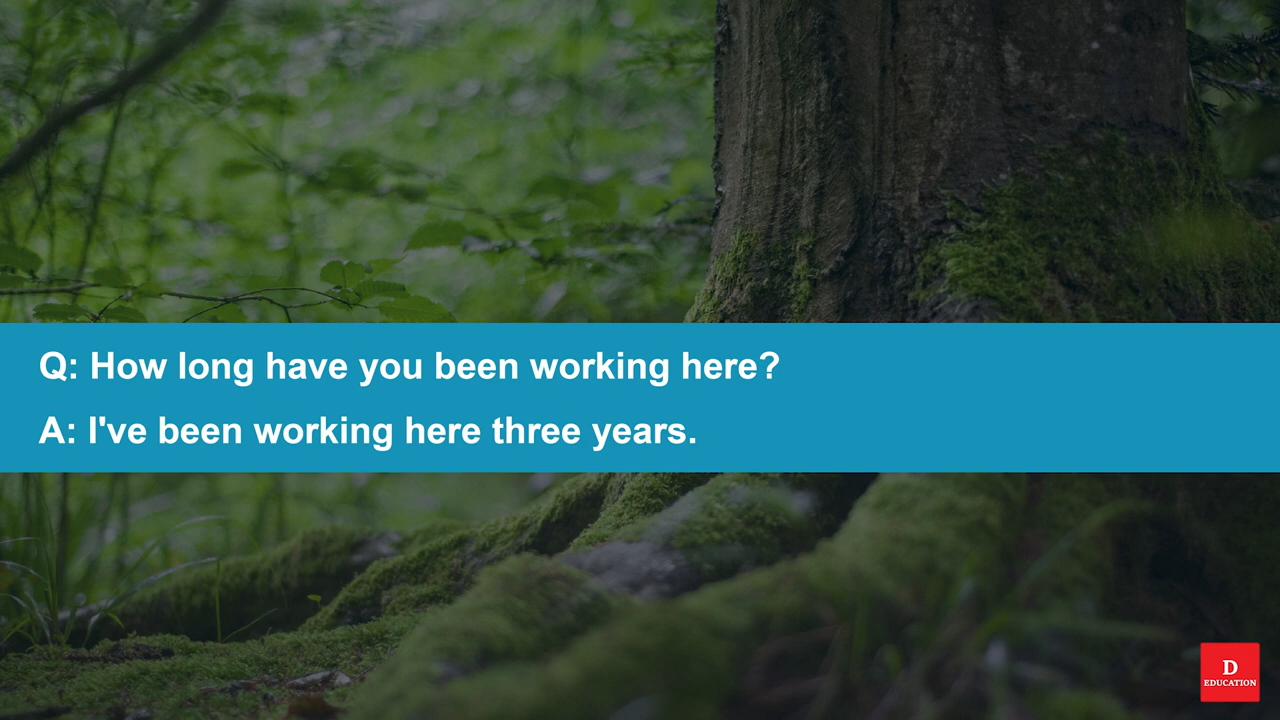 Q: How long have you been working here?
A: I've been working here three years.
D
EDUCATION